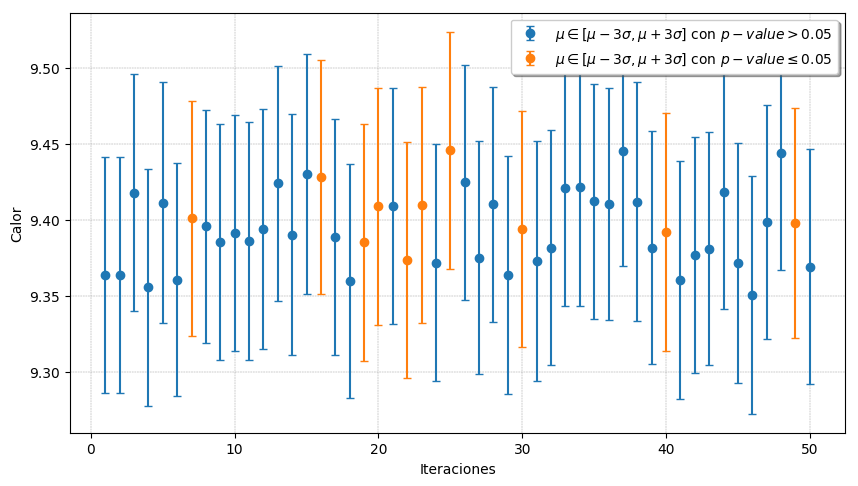 μ ∈ [μ − 3σ, μ + 3σ] con p − value > 0.05
μ ∈ [μ − 3σ, μ + 3σ] con p − value ≤ 0.05
9.50
9.45
9.40
9.35
9.30
Calor
0 10 20 30 40 50
Iteraciones